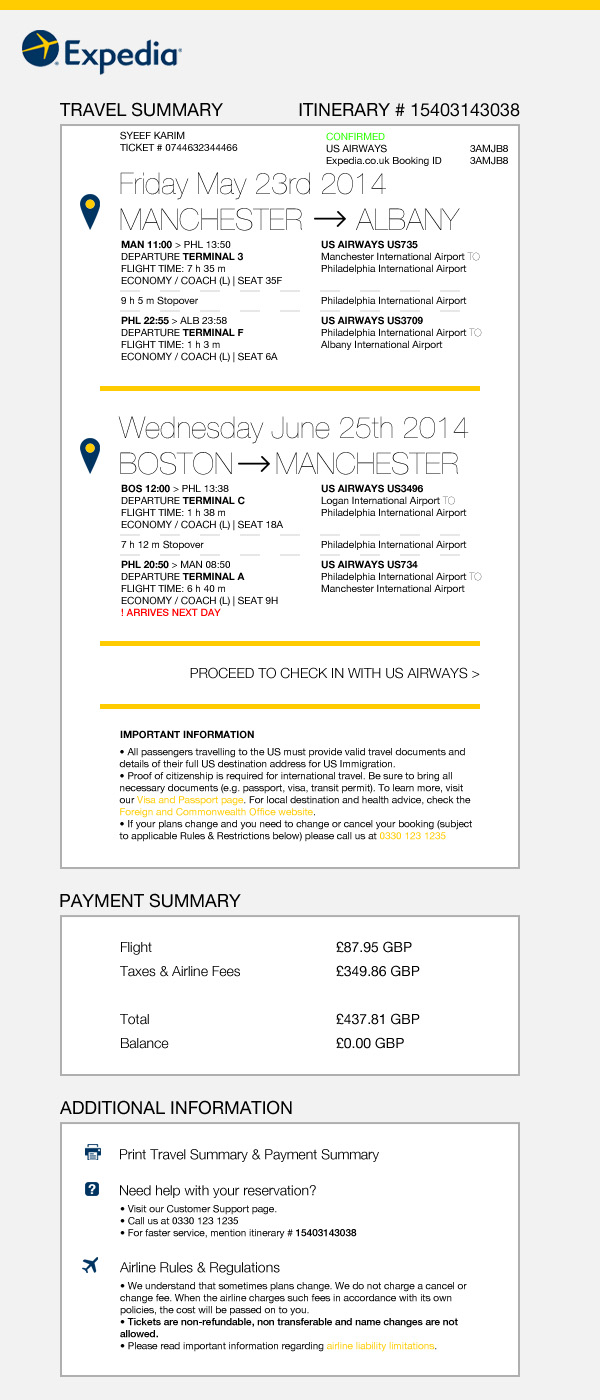 Expedia
TRAVEL SUMMARY ITINERARY # 15403143038
SYEEF KARIM
TICKET # 0744632344466
CONFIRMED
US AIRWAYS 3AMJB8
Expedia.co.uk Booking ID 3AMJB8
Friday May 23rd 2014
MANCHESTER → ALBANY
MAN 11:00 > PHL 13:50 US AIRWAYS US735
DEPARTURE TERMINAL 3 Manchester International Airport TO
FLIGHT TIME: 7 h 35 m Philadelphia International Airport
ECONOMY / COACH (L) | SEAT 35F
9 h 5 m Stopover Philadelphia International Airport
PHL 22:55 > ALB 23:58 US AIRWAYS US3709
DEPARTURE TERMINAL F Philadelphia International Airport TO
FLIGHT TIME: 1 h 3 m Albany International Airport
ECONOMY / COACH (L) | SEAT 6A
Wednesday June 25th 2014
BOSTON → MANCHESTER
BOS 12:00 > PHL 13:38 US AIRWAYS US3496
DEPARTURE TERMINAL C Logan International Airport TO
FLIGHT TIME: 1 h 38 m Philadelphia International Airport
ECONOMY / COACH (L) | SEAT 18A
7 h 12 m Stopover Philadelphia International Airport
PHL 20:50 > MAN 08:50 US AIRWAYS US734
DEPARTURE TERMINAL A Philadelphia International Airport TO
FLIGHT TIME: 6 h 40 m Manchester International Airport
ECONOMY / COACH (L) | SEAT 9H
! ARRIVES NEXT DAY
PROCEED TO CHECK IN WITH US AIRWAYS >
IMPORTANT INFORMATION
• All passengers travelling to the US must provide valid travel documents and
details of their full US destination address for US Immigration.
• Proof of citizenship is required for international travel. Be sure to bring all
necessary documents (e.g. passport, visa, transit permit). To learn more, visit
our Visa and Passport page. For local destination and health advice, check the
Foreign and Commonwealth Office website.
• If your plans change and you need to change or cancel your booking (subject
to applicable Rules & Restrictions below) please call us at 0330 123 1235
PAYMENT SUMMARY
Flight £87.95 GBP
Taxes & Airline Fees £349.86 GBP
Total £437.81 GBP
Balance £0.00 GBP
ADDITIONAL INFORMATION
Print Travel Summary & Payment Summary
? Need help with your reservation?
• Visit our Customer Support page.
• Call us at 0330 123 1235
• For faster service, mention itinerary # 15403143038
Airline Rules & Regulations
• We understand that sometimes plans change. We do not charge a cancel or
change fee. When the airline charges such fees in accordance with its own
policies, the cost will be passed on to you.
• Tickets are non-refundable, non transferable and name changes are not
allowed.
• Please read important information regarding airline liability limitations.